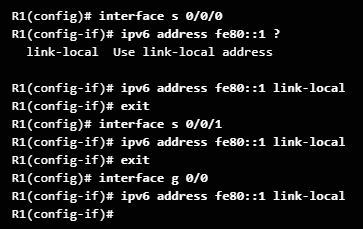 R1(config)# interface s 0/0/0
R1(config-if)# ipv6 address fe80::1 ?
  link-local  Use link-local address

R1(config-if)# ipv6 address fe80::1 link-local
R1(config-if)# exit
R1(config)# interface s 0/0/1
R1(config-if)# ipv6 address fe80::1 link-local
R1(config-if)# exit
R1(config-if)# interface g 0/0
R1(config-if)# ipv6 address fe80::1 link-local
R1(config-if)#